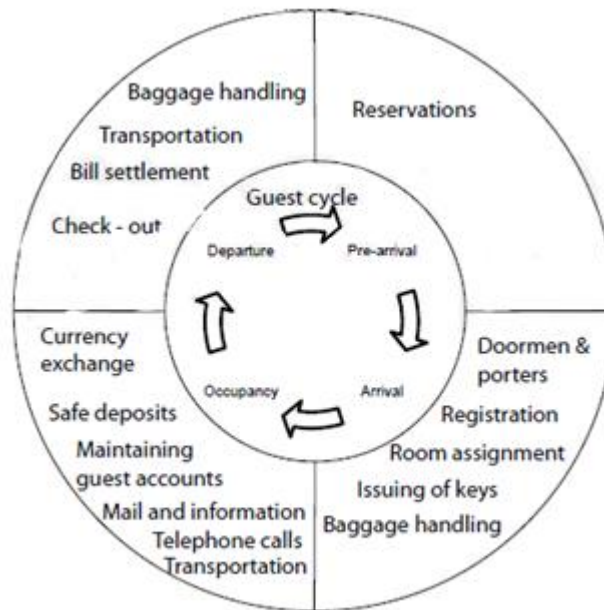 Baggage handling
Transportation
Bill settlement
Check - out
Reservations
Guest cycle
Departure
Pre-arrival
Occupancy
Arrival
Currency
exchange
Safe deposits
Maintaining
guest accounts
Mail and information
Telephone calls
Transportation
Doormen &
porters
Registration
Room assignment
Issuing of keys
Baggage handling